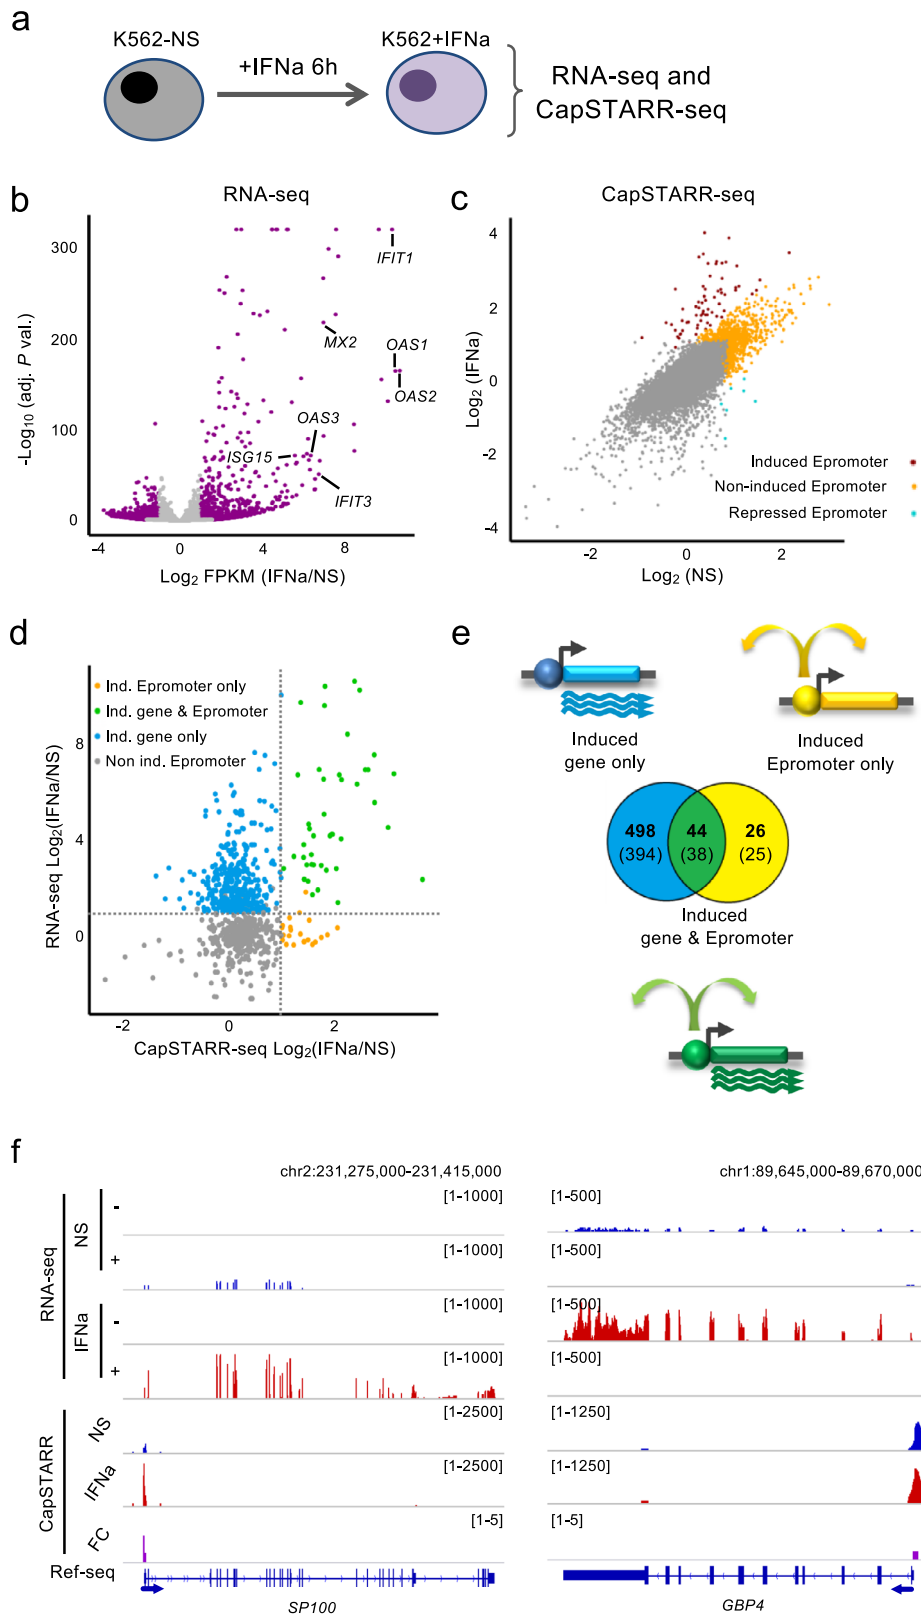 a
K562-NS
+IFNa 6h
K562+IFNa
RNA-seq and
CapSTARR-seq
b
RNA-seq
-Log10 (adj. P val.)
300
200
100
0
-4
0
4
8
Log2 FPKM (IFNa/NS)
IFIT1
MX2
OAS1
OAS2
OAS3
ISG15
IFIT3
c
CapSTARR-seq
Log2 (IFNa)
4
2
0
-2
-4
-2
0
2
Log2 (NS)
Induced Epromoter
Non-induced Epromoter
Repressed Epromoter
d
Ind. Epromoter only
Ind. gene & Epromoter
Ind. gene only
Non ind. Epromoter
RNA-seq Log2(IFNa/NS)
8
4
0
-2
0
2
CapSTARR-seq Log2(IFNa/NS)
e
Induced
gene only
Induced
Epromoter only
498
(394)
44
(38)
26
(25)
Induced
gene & Epromoter
f
chr2:231,275,000-231,415,000
chr1:89,645,000-89,670,000
RNA-seq
NS
-
[1-1000]
[1-500]
+
[1-1000]
[1-500]
IFNa
-
[1-1000]
[1-500]
+
[1-1000]
[1-500]
CapSTARR
NS
[1-2500]
[1-1250]
IFNa
[1-2500]
[1-1250]
FC
[1-5]
[1-5]
Ref-seq
SP100
GBP4